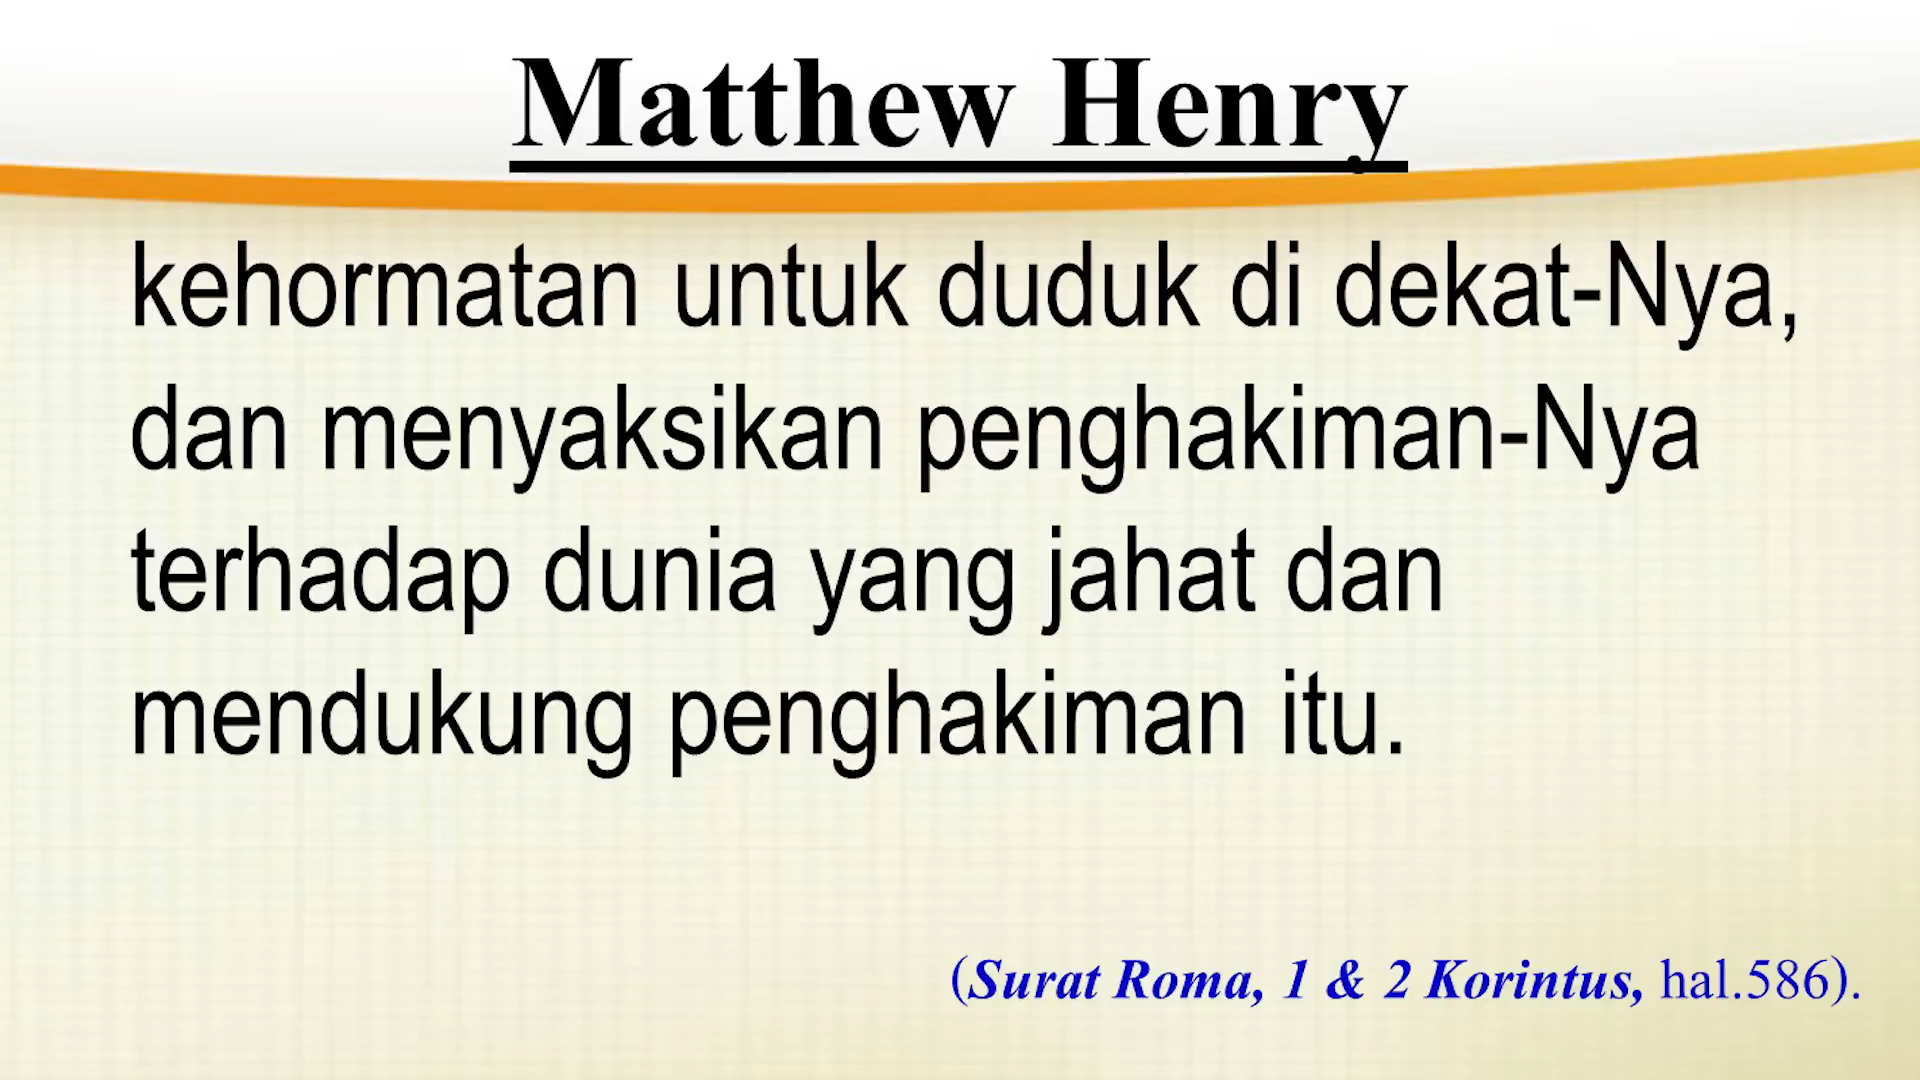 Matthew Henry
kehormatan untuk duduk di dekat-Nya,
dan menyaksikan penghakiman-Nya
terhadap dunia yang jahat dan
mendukung penghakiman itu.
(Surat Roma, 1 & 2 Korintus, hal.586).